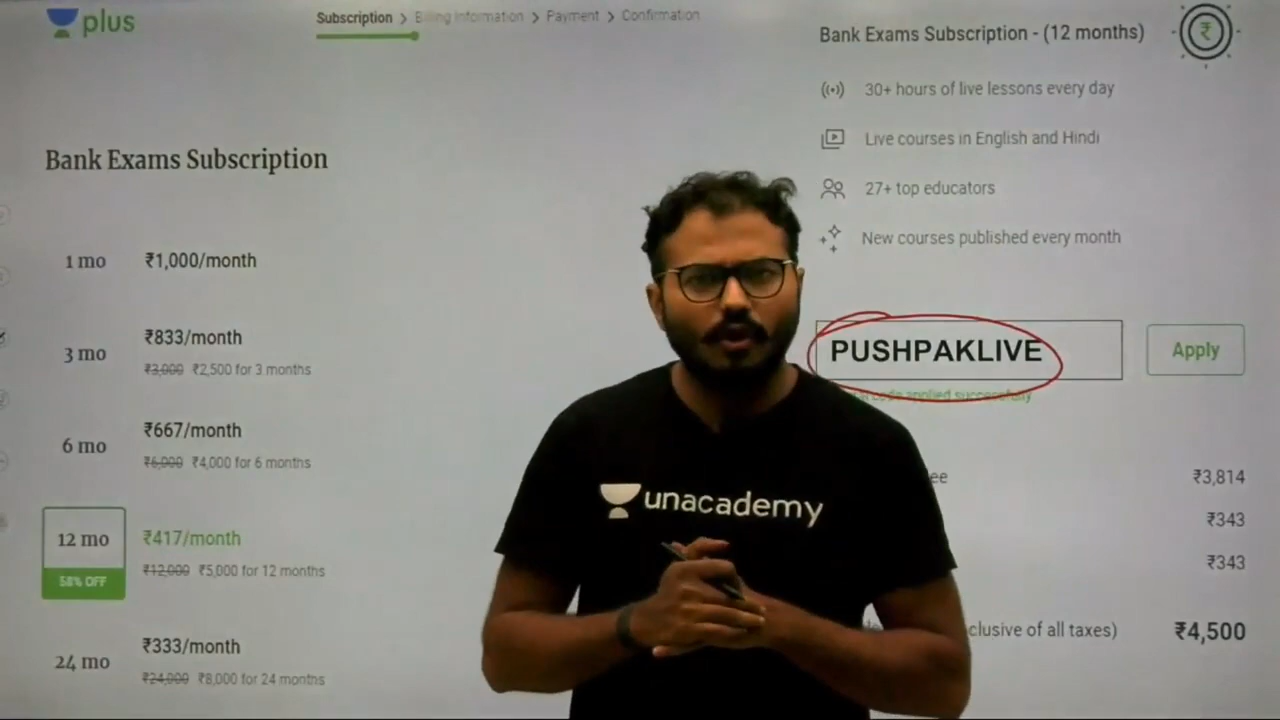 plus
Subscription > Billing Information > Payment > Confirmation
Bank Exams Subscription
1 mo ₹1,000/month
3 mo ₹833/month
₹3,000 ₹2,500 for 3 months
6 mo ₹667/month
₹6,000 ₹4,000 for 6 months
12 mo ₹417/month
58% OFF ₹12,000 ₹5,000 for 12 months
24 mo ₹333/month
₹24,000 ₹8,000 for 24 months
Bank Exams Subscription - (12 months)
₹
30+ hours of live lessons every day
Live courses in English and Hindi
27+ top educators
New courses published every month
PUSHPAKLIVE Apply
code applied successfully
ee ₹3,814
₹343
₹343
clusive of all taxes) ₹4,500
unacademy